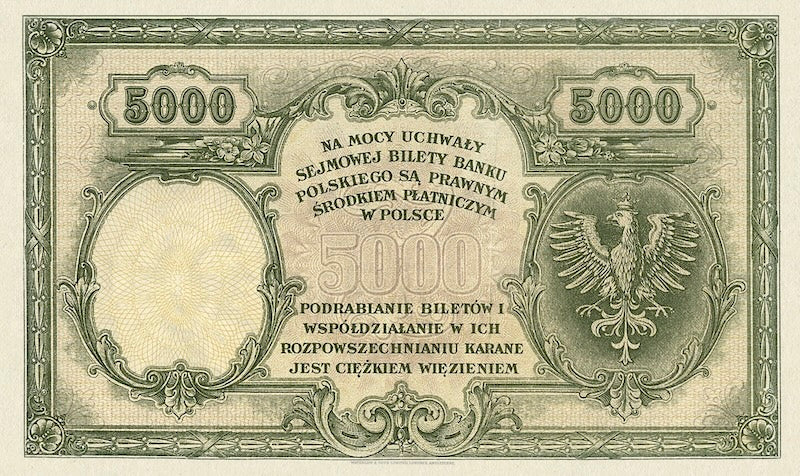 5000
5000
NA MOCY UCHWAŁY
SEJMOWEJ BILETY BANKU
POLSKIEGO SĄ PRAWNYM
ŚRODKIEM PŁATNICZYM
W POLSCE
5000
PODRABIANIE BILETÓW I
WSPÓŁDZIAŁANIE W ICH
ROZPOWSZECHNIANIU KARANE
JEST CIĘŻKIEM WIĘZIENIEM